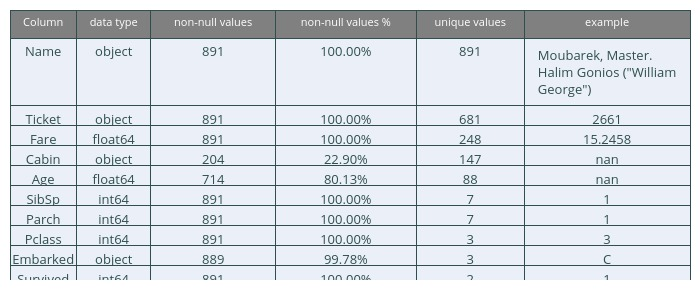 Column data type non-null values non-null values % unique values example
Name object 891 100.00% 891 Moubarek, Master.
Halim Gonios ("William
George")
Ticket object 891 100.00% 681 2661
Fare float64 891 100.00% 248 15.2458
Cabin object 204 22.90% 147 nan
Age float64 714 80.13% 88 nan
SibSp int64 891 100.00% 7 1
Parch int64 891 100.00% 7 1
Pclass int64 891 100.00% 3 3
Embarked object 889 99.78% 3 C
Survived int64 891 100.00% 2 1